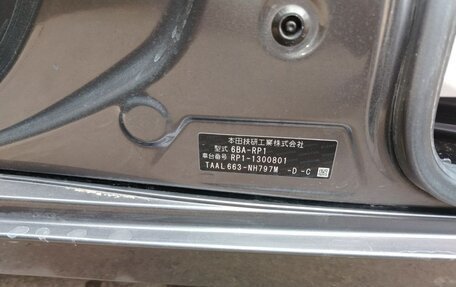 本田技研工業株式会社
型式 6BA-RP1
車台番号 RP1-1300801
TAAL663-NH797M -D-C